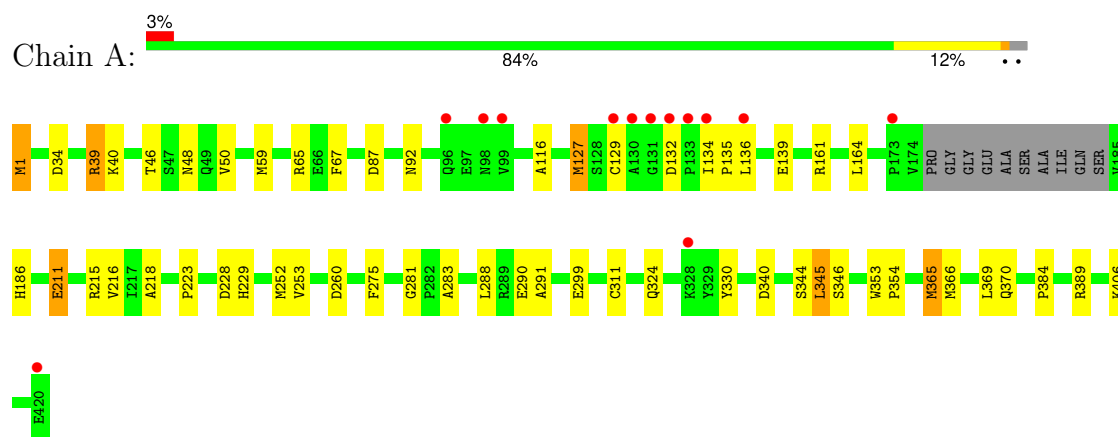 3%
Chain A:
84% 12% • •
M1 D34 R39 K40 T46 S47 N48 Q49 V50 M59 R65 E66 F67 D87 N92 Q96 E97 N98 V99 A116 M127 S128 C129 A130 G131 D132 P133 I134 P135 L136 E139 R161 L164 P173 V174 PRO GLY GLY GLU ALA SER ALA ILE GLN SER V185
H186 E211 R215 V216 I217 A218 P223 D228 H229 M252 V253 D260 F275 G281 P282 A283 L288 R289 E290 A291 E299 C311 Q324 K328 Y329 Y330 D340 S344 L345 S346 W353 P354 M365 M366 L369 Q370 P384 R389 K406
E420